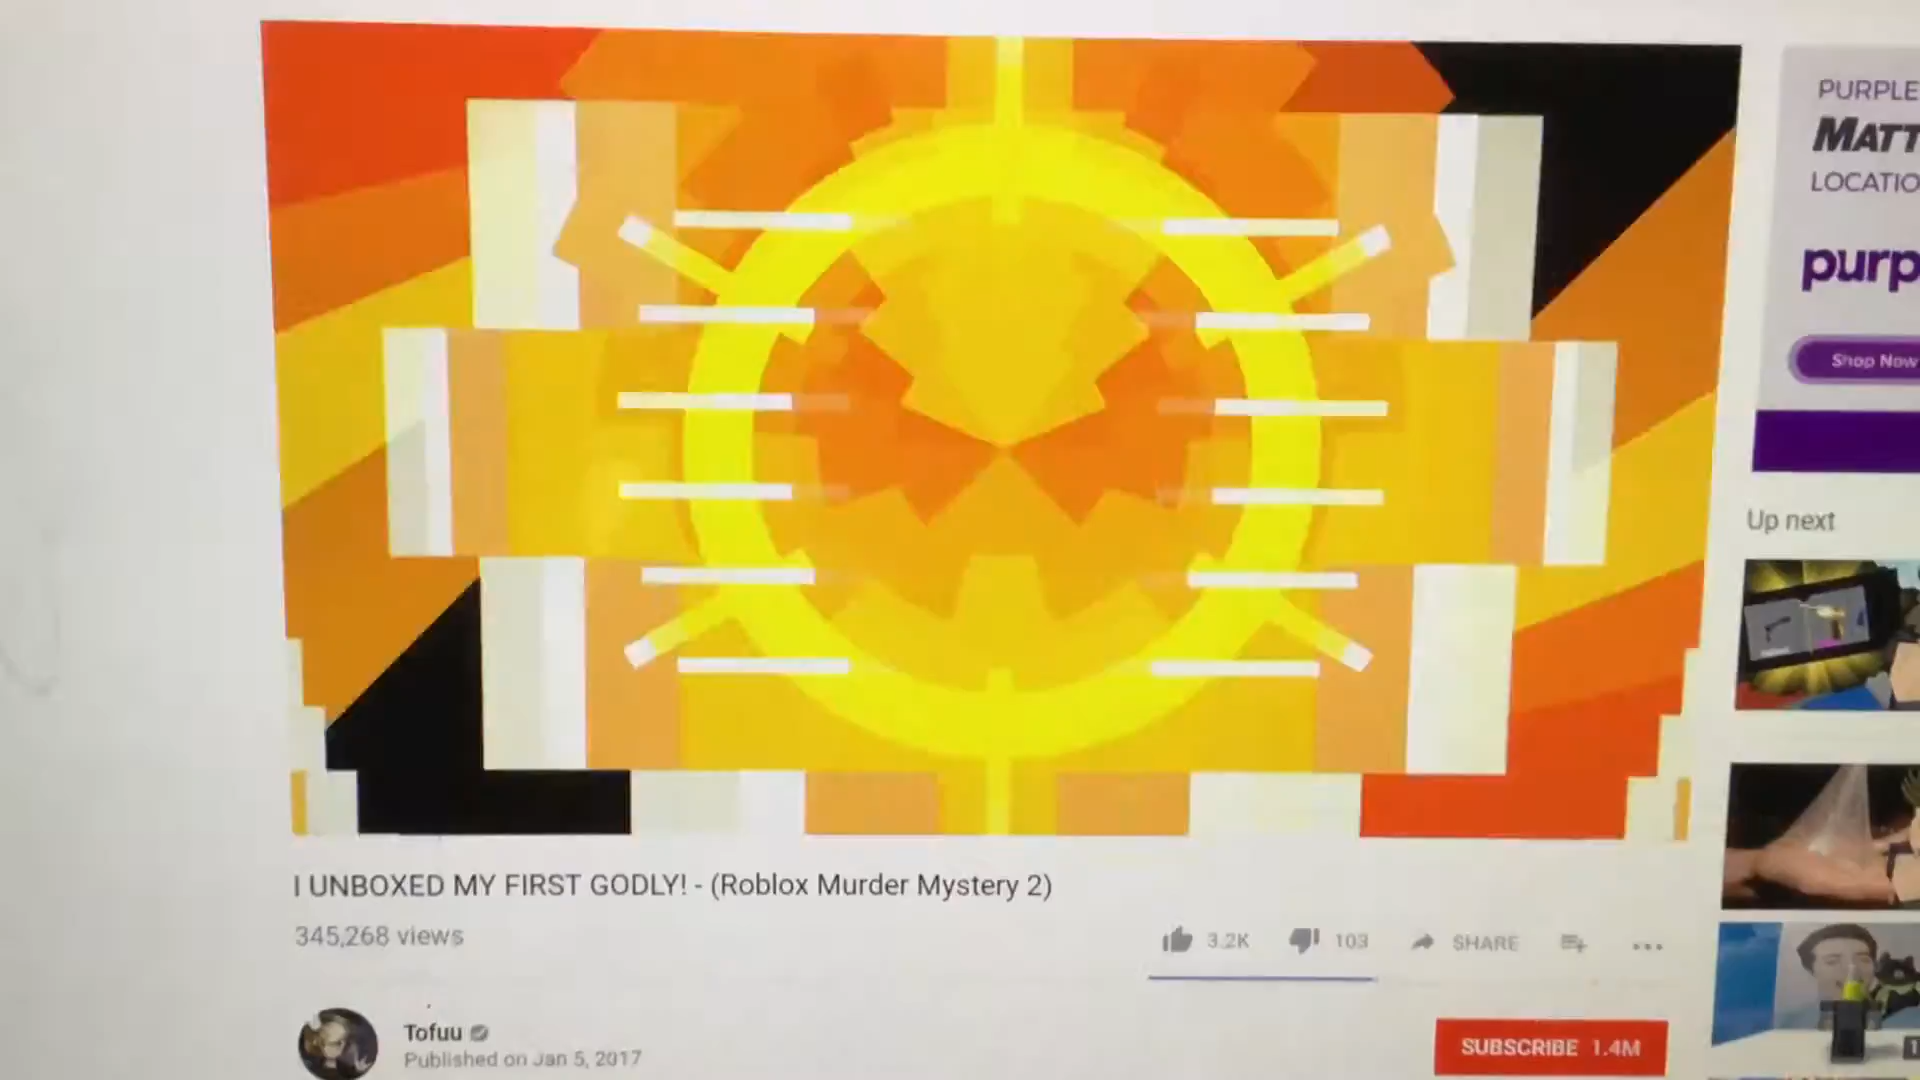 PURPLE
MATT
LOCATIO
purp
Shop Now
Up next
I UNBOXED MY FIRST GODLY! - (Roblox Murder Mystery 2)
345,268 views
3.2K
103
SHARE
Tofuu
Published on Jan 5, 2017
SUBSCRIBE 1.4M